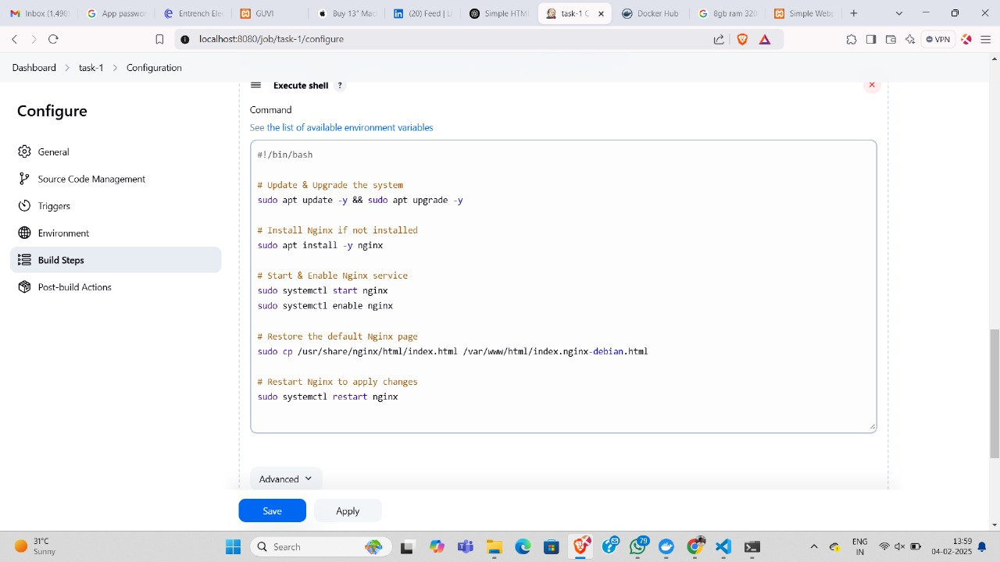 Inbox (1,498)
App passwo
Entrench Ele
GUVI
Buy 13" Ma
(20) Feed | L
Simple HTM
task-1 C
Docker Hub
8gb ram 320
Simple Web
localhost:8080/job/task-1/configure
VPN
Dashboard
task-1
Configuration
Configure
General
Source Code Management
Triggers
Environment
Build Steps
Post-build Actions
Execute shell ?
Command
See the list of available environment variables
#!/bin/bash
# Update & Upgrade the system
sudo apt update -y && sudo apt upgrade -y
# Install Nginx if not installed
sudo apt install -y nginx
# Start & Enable Nginx service
sudo systemctl start nginx
sudo systemctl enable nginx
# Restore the default Nginx page
sudo cp /usr/share/nginx/html/index.html /var/www/html/index.nginx-debian.html
# Restart Nginx to apply changes
sudo systemctl restart nginx
Advanced
Save
Apply
31°C
Sunny
Search
79
ENG
IN
13:59
04-02-2025